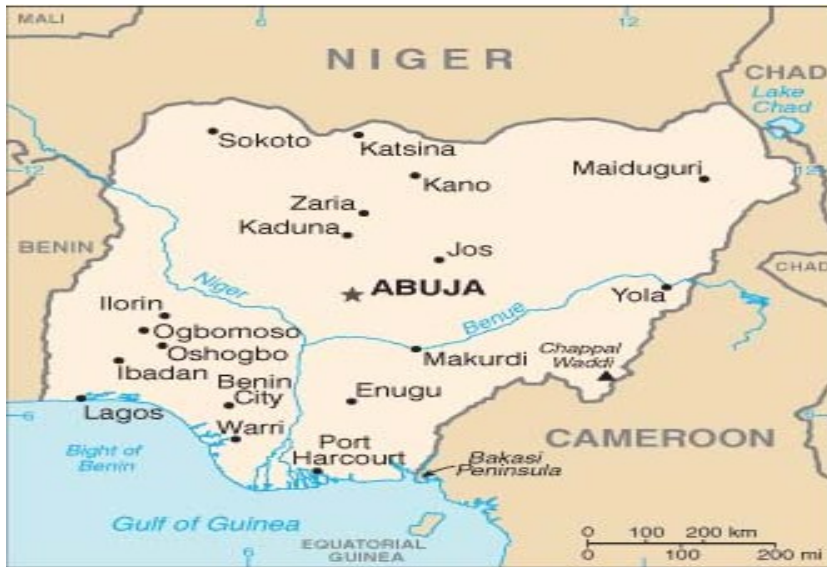 MALI
6
12
NIGER
CHAD
Lake
Chad
Sokoto
Katsina
12
Kano
Maiduguri
12
Zaria
Kaduna
BENIN
Jos
CHAD
Niger
ABUJA
Yola
Ilorin
Benue
Ogbomoso
Oshogbo
Makurdi
Chappal
Waddi
Ibadan
Benin
City
Enugu
6
Lagos
Warri
CAMEROON
Bight of
Benin
Port
Harcourt
Bakasi
Peninsula
Gulf of Guinea
6
EQUATORIAL
GUINEA
0 100 200 km
0 100 200 mi